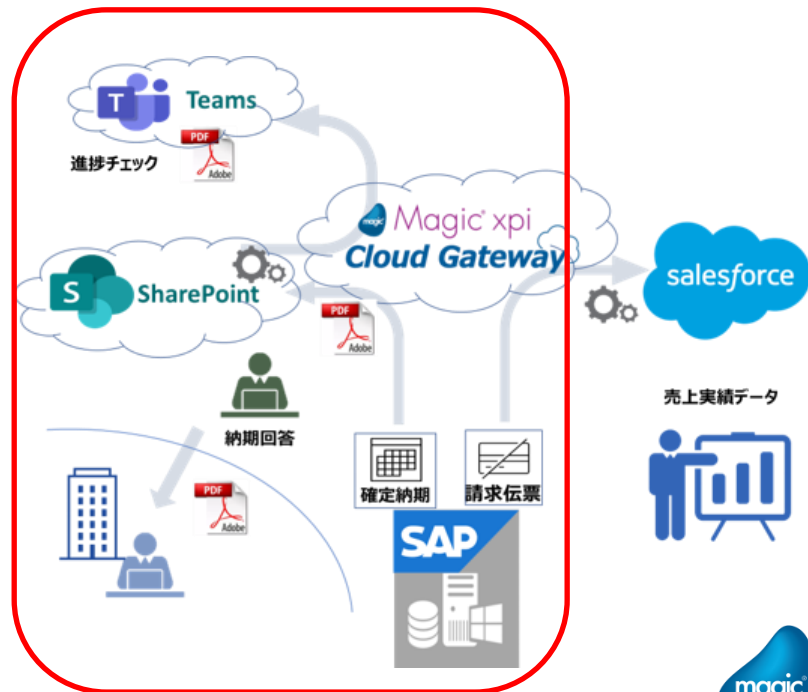 T
Teams
PDF
Adobe
進捗チェック
magic
Magic xpi
Cloud Gateway
S
SharePoint
PDF
Adobe
salesforce
売上実績データ
納期回答
確定納期
請求伝票
PDF
Adobe
SAP
magic